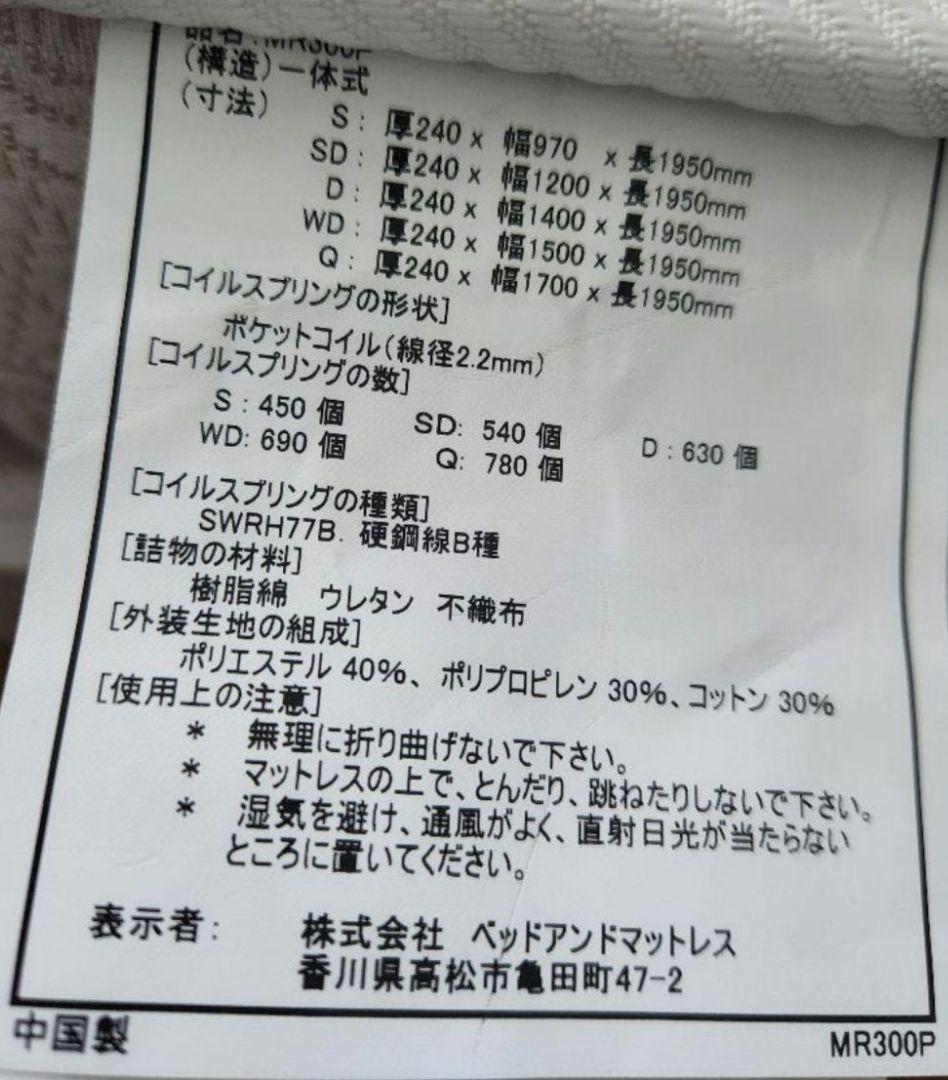 品名:MR300P
(構造)一体式
(寸法)
S: 厚240 x 幅970 x 長1950mm
SD: 厚240 x 幅1200 x 長1950mm
D: 厚240 x 幅1400 x 長1950mm
WD: 厚240 x 幅1500 x 長1950mm
Q: 厚240 x 幅1700 x 長1950mm
[コイルスプリングの形状]
ポケットコイル(線径2.2mm)
[コイルスプリングの数]
S: 450 個 SD: 540 個 D: 630 個
WD: 690 個 Q: 780 個
[コイルスプリングの種類]
SWRH77B. 硬鋼線B種
[詰物の材料]
樹脂綿 ウレタン 不織布
[外装生地の組成]
ポリエステル 40%、ポリプロピレン 30%、コットン 30%
[使用上の注意]
* 無理に折り曲げないで下さい。
* マットレスの上で、とんだり、跳ねたりしないで下さい。
* 湿気を避け、通風がよく、直射日光が当たらない
ところに置いてください。
表示者: 株式会社 ベッドアンドマットレス
香川県高松市亀田町47-2
中国製
MR300P